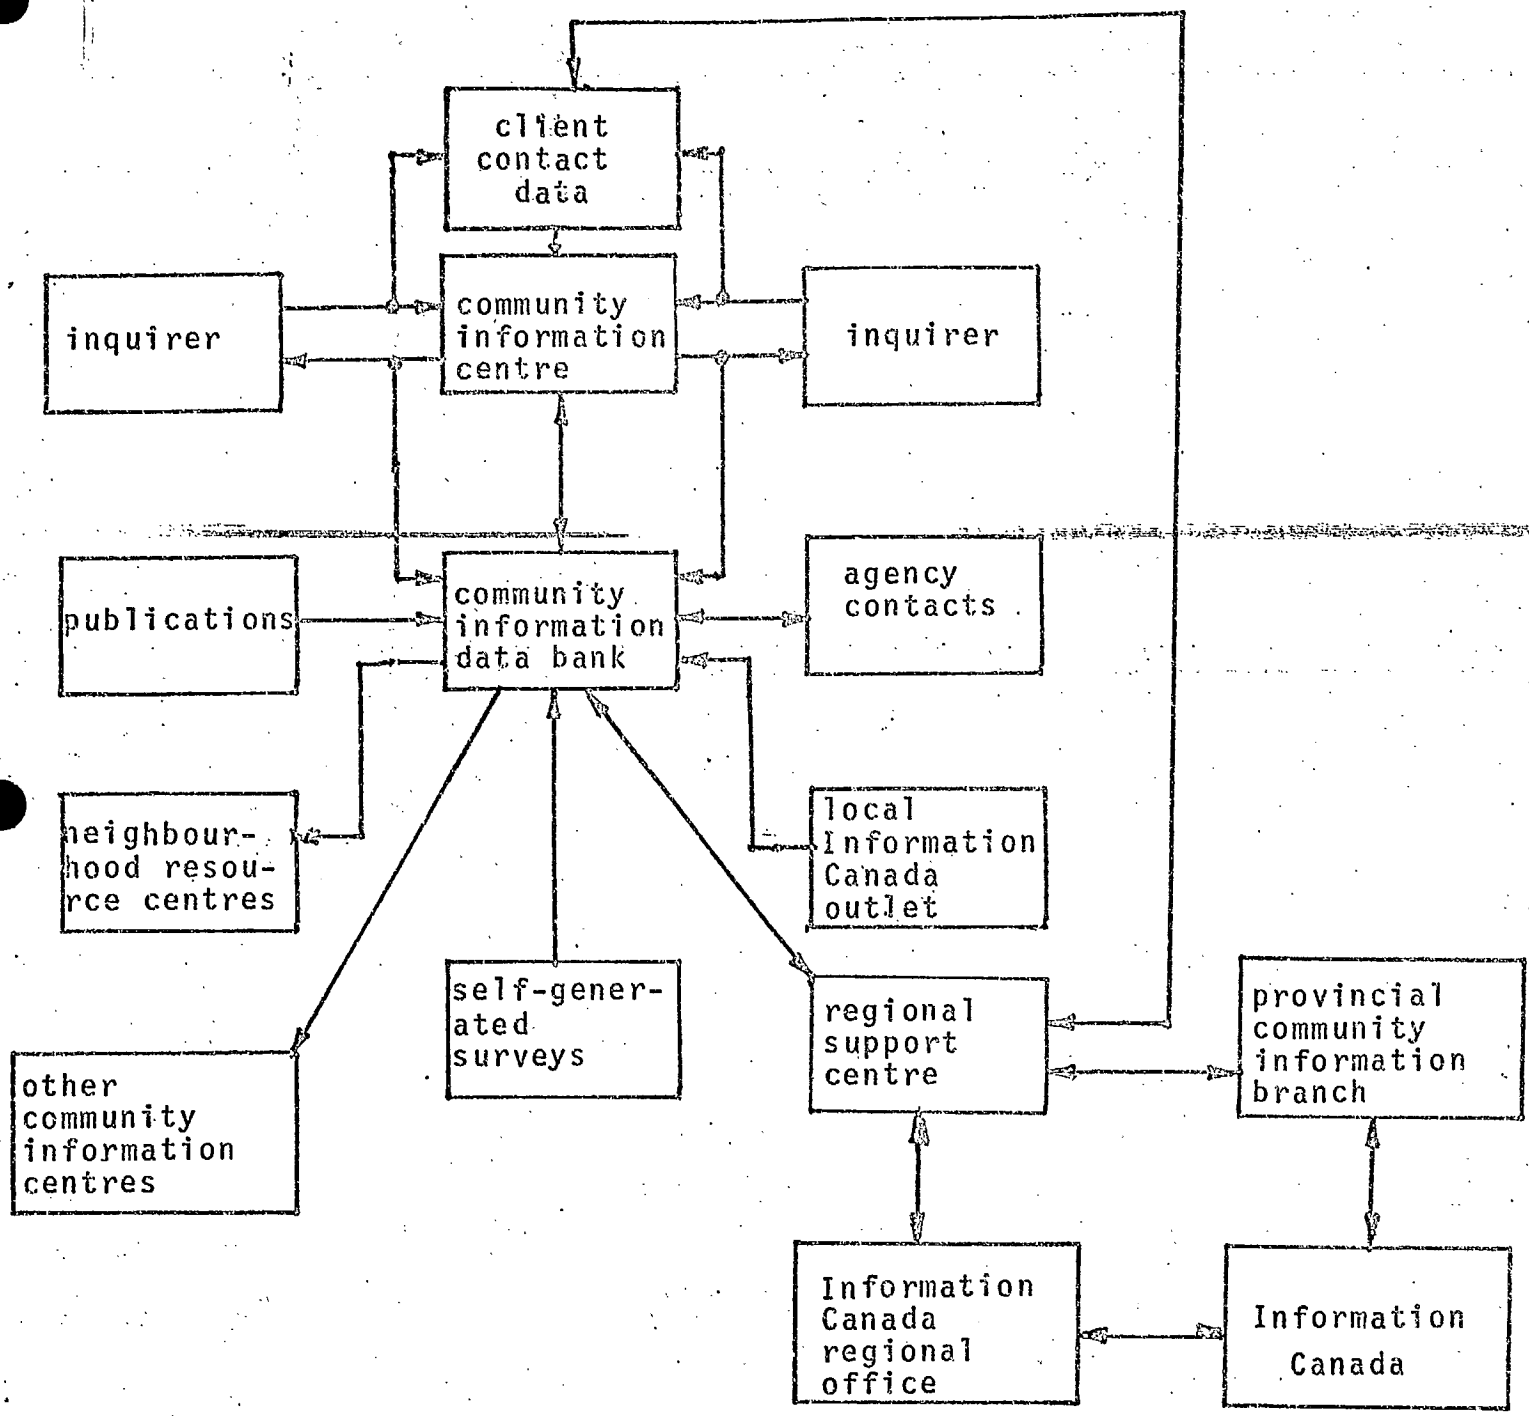 client
contact
data
inquirer
community
information
centre
inquirer
publications
community
information
data bank
agency
contacts
neighbour-
hood resou-
rce centres
local
Information
Canada
outlet
self-gener-
ated
surveys
regional
support
centre
provincial
community
information
branch
other
community
information
centres
Information
Canada
regional
office
Information
Canada